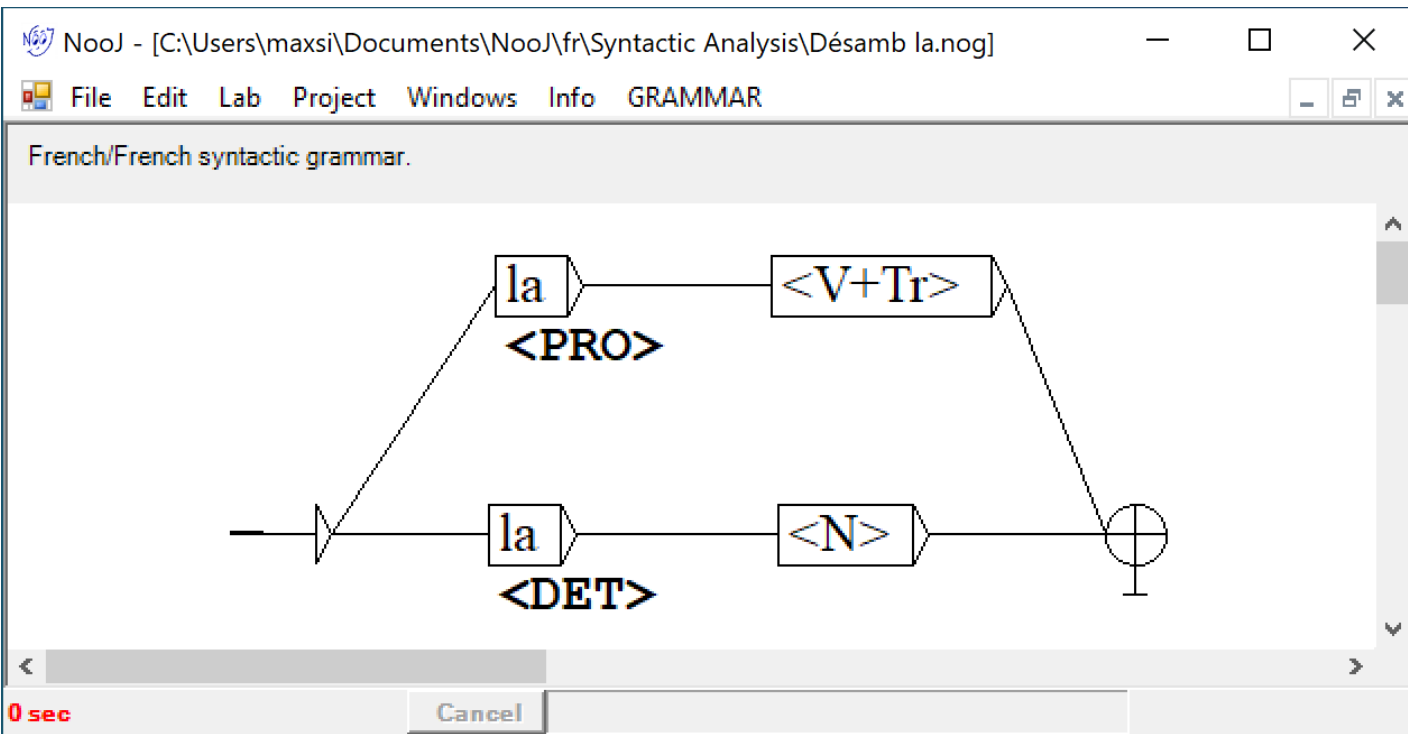 NooJ - [C:\Users\maxsi\Documents\NooJ\fr\Syntactic Analysis\Désamb la.nog]
File Edit Lab Project Windows Info GRAMMAR
French/French syntactic grammar.
la <V+Tr>
<PRO>
la <N>
<DET>
0 sec Cancel